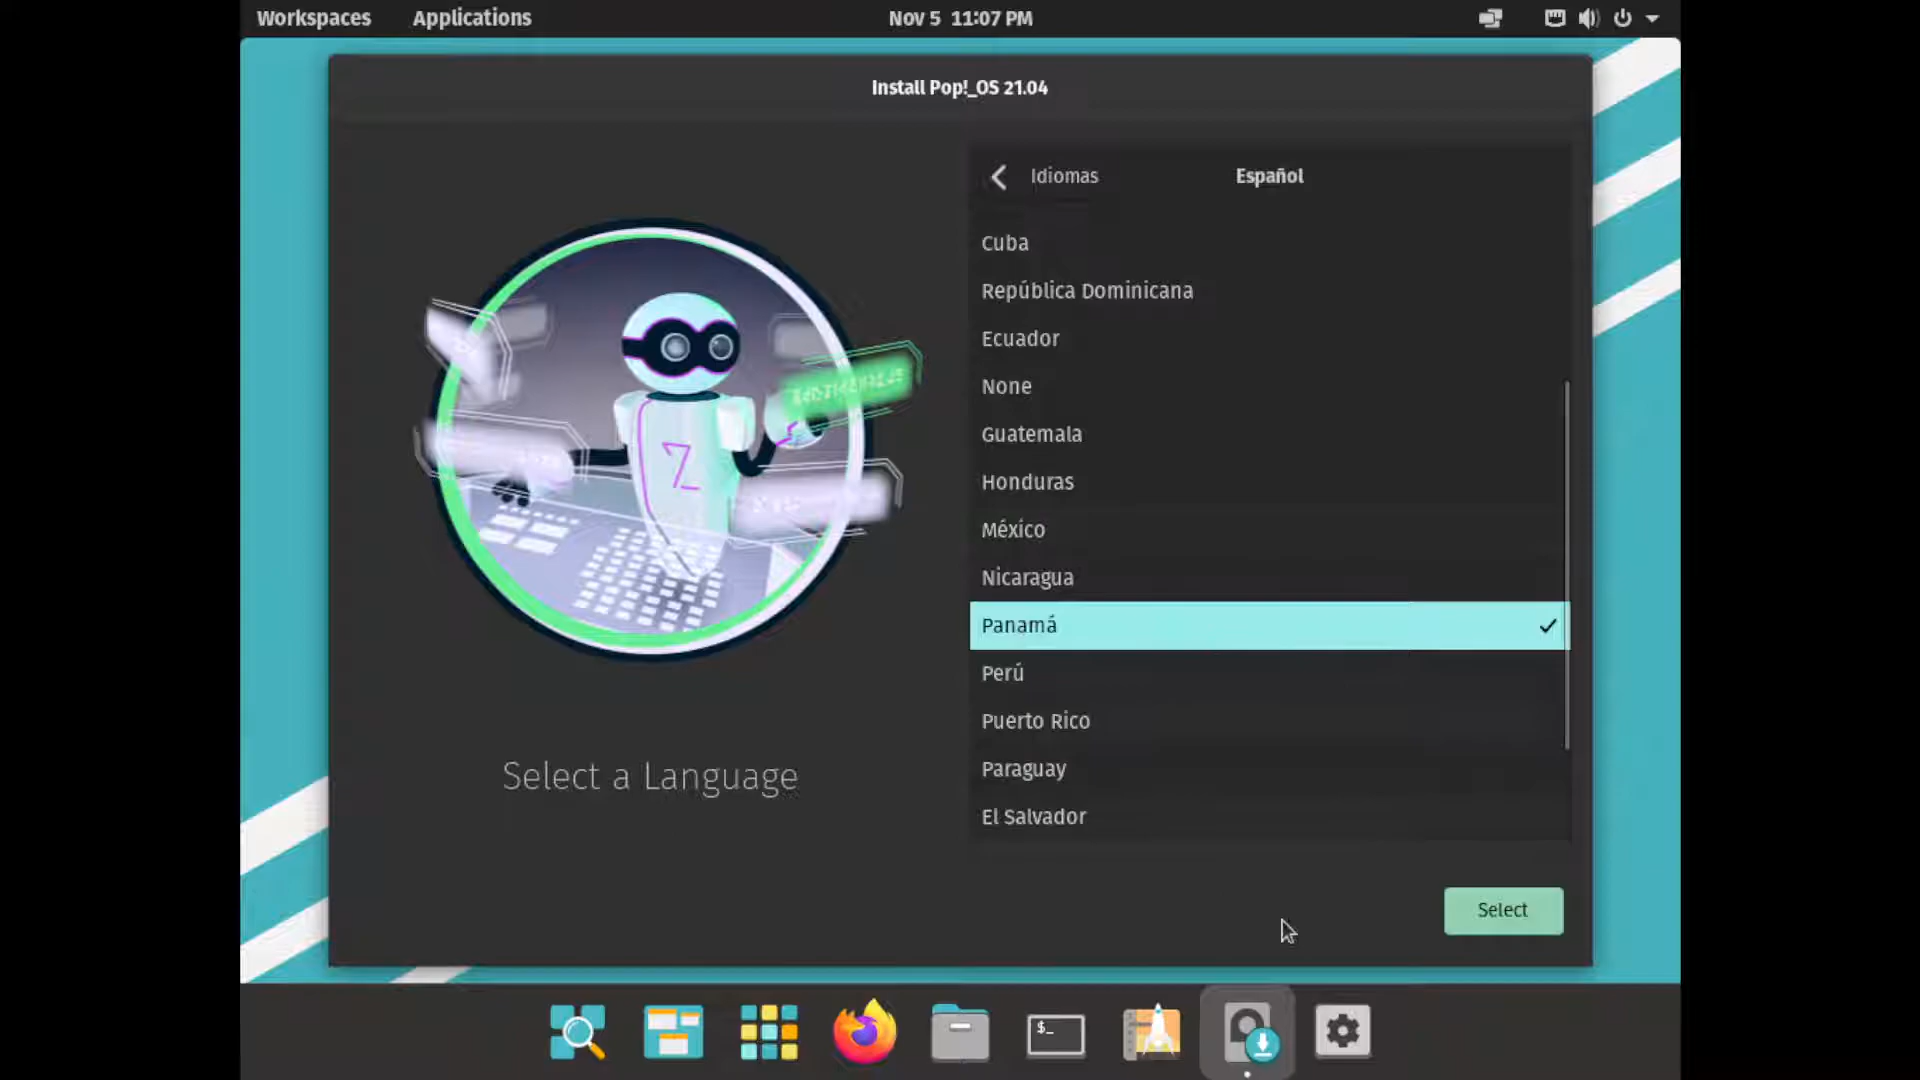 Workspaces Applications Nov 5 11:07 PM
Install Pop!_OS 21.04
Idiomas Español
Cuba
República Dominicana
Ecuador
None
Guatemala
Honduras
México
Nicaragua
Panamá
Perú
Puerto Rico
Paraguay
El Salvador
Select a Language
Select
$_